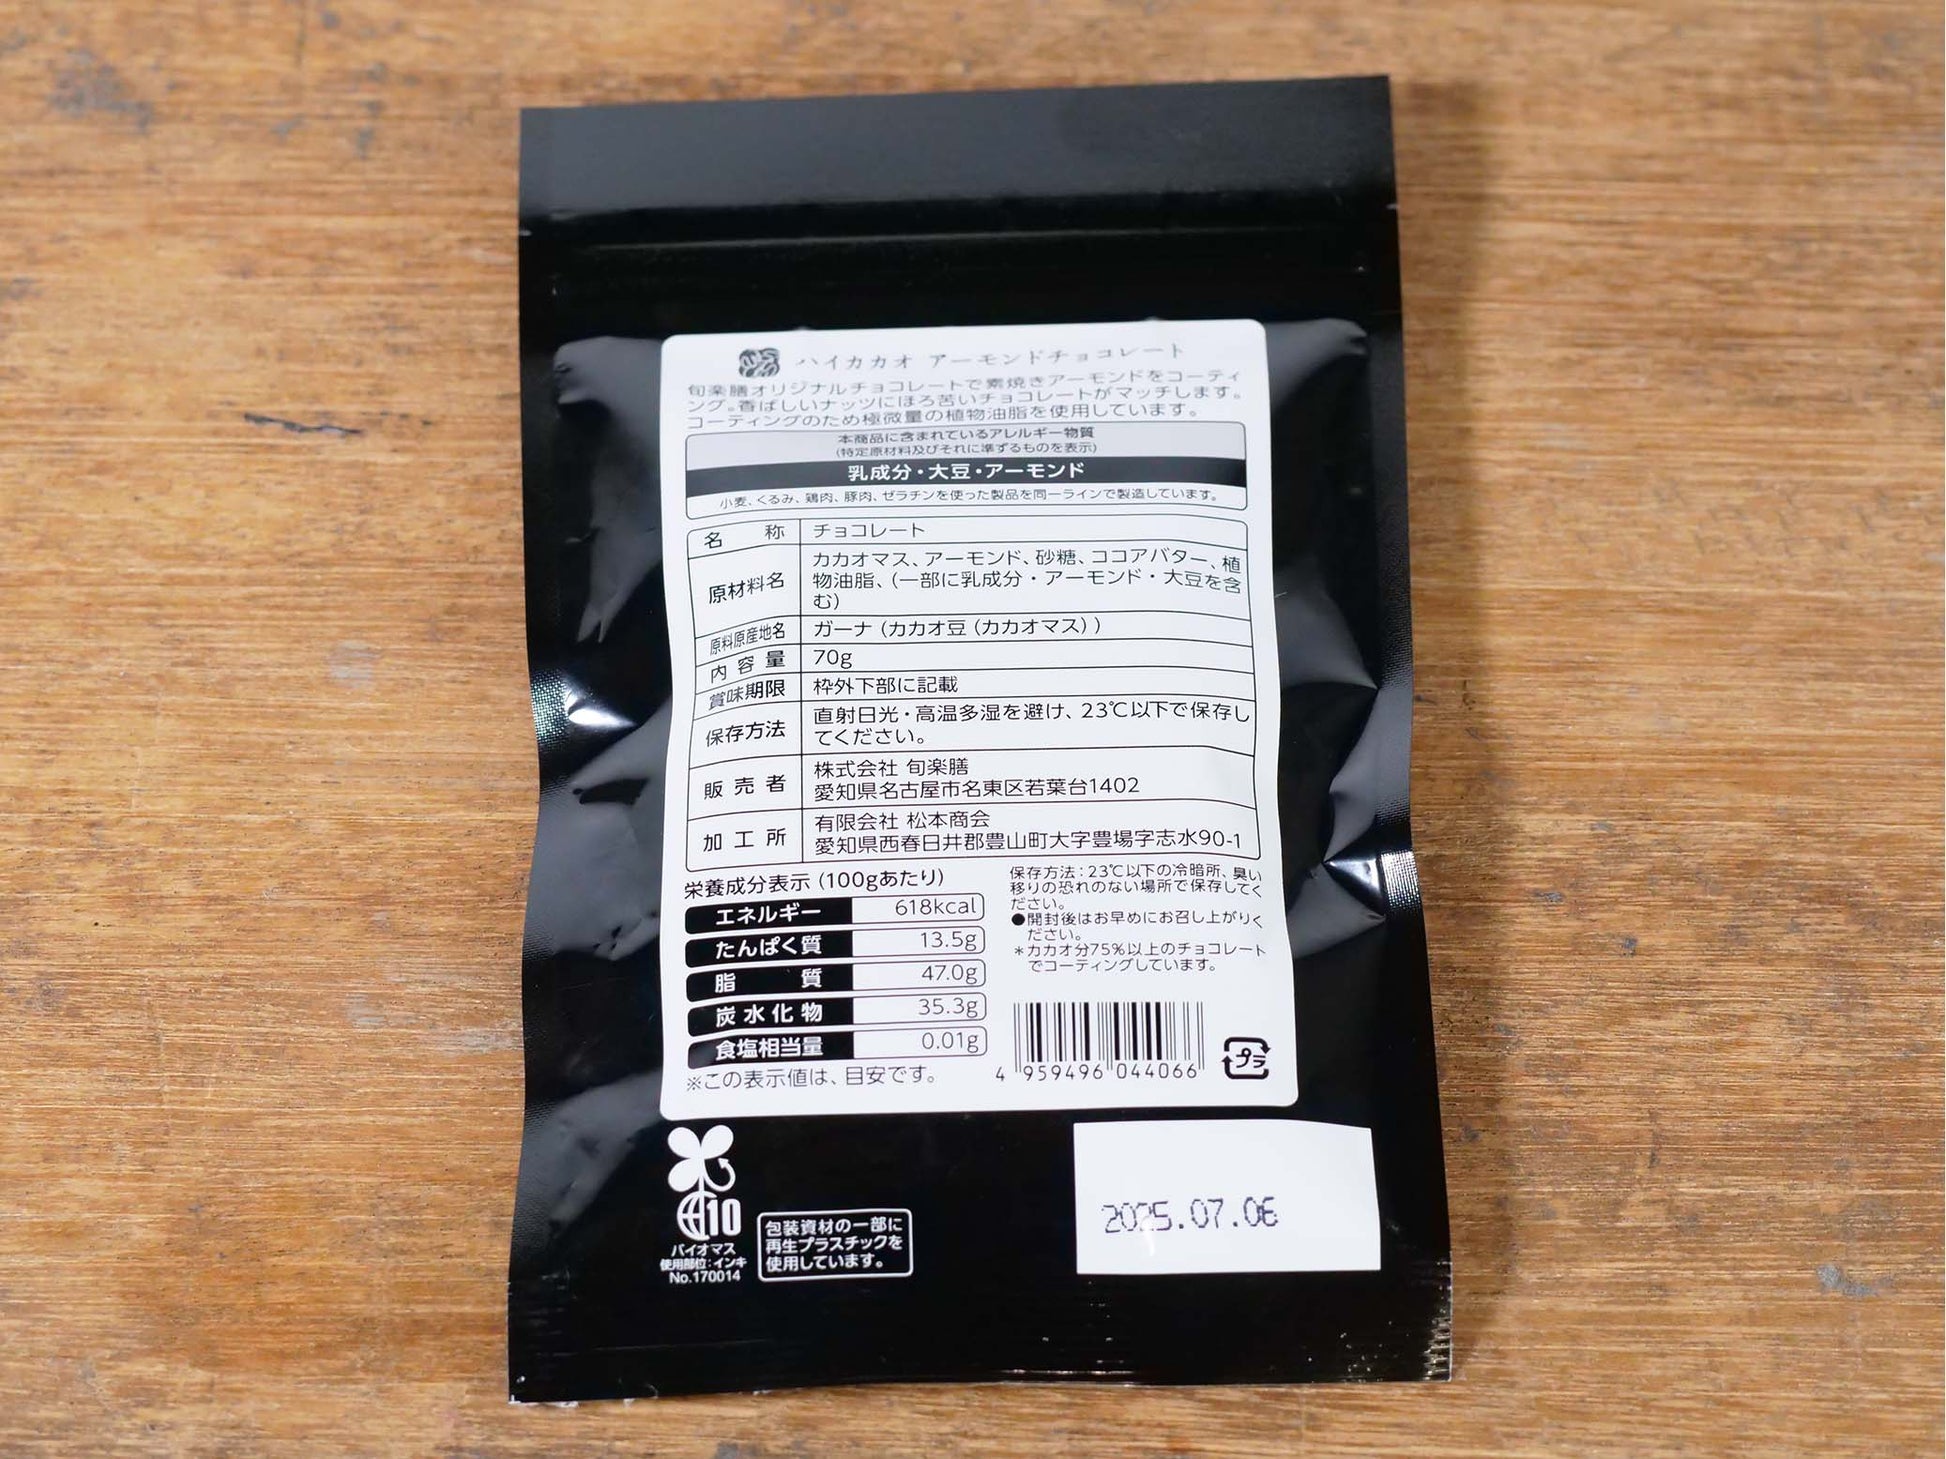 ハイカカオ アーモンドチョコレート
旬楽膳オリジナルチョコレートで素焼きアーモンドをコーティ
ング。香ばしいナッツにほろ苦いチョコレートがマッチします。
コーティングのため極微量の植物油脂を使用しています。
本商品に含まれているアレルギー物質
(特定原材料及びそれに準ずるものを表示)
乳成分・大豆・アーモンド
小麦、くるみ、鶏肉、豚肉、ゼラチンを使った製品を同一ラインで製造しています。
名称 チョコレート
原材料名 カカオマス、アーモンド、砂糖、ココアバター、植
物油脂、(一部に乳成分・アーモンド・大豆を含
む)
原料原産地名 ガーナ(カカオ豆(カカオマス))
内容量 70g
賞味期限 枠外下部に記載
保存方法 直射日光・高温多湿を避け、23℃以下で保存し
てください。
販売者 株式会社 旬楽膳
愛知県名古屋市名東区若葉台1402
加工所 有限会社 松本商会
愛知県西春日井郡豊山町大字豊場字志水90-1
栄養成分表示(100gあたり)
エネルギー 618kcal
たんぱく質 13.5g
脂質 47.0g
炭水化物 35.3g
食塩相当量 0.01g
※この表示値は、目安です。
保存方法:23℃以下の冷暗所、臭い
移りの恐れのない場所で保存してく
ださい。
●開封後はお早めにお召し上がりく
ださい。
＊カカオ分75%以上のチョコレート
でコーティングしています。
4 959496 044066
プラ
10
バイオマス
使用部位:インキ
No.170014
包装資材の一部に
再生プラスチックを
使用しています。
2025.07.06